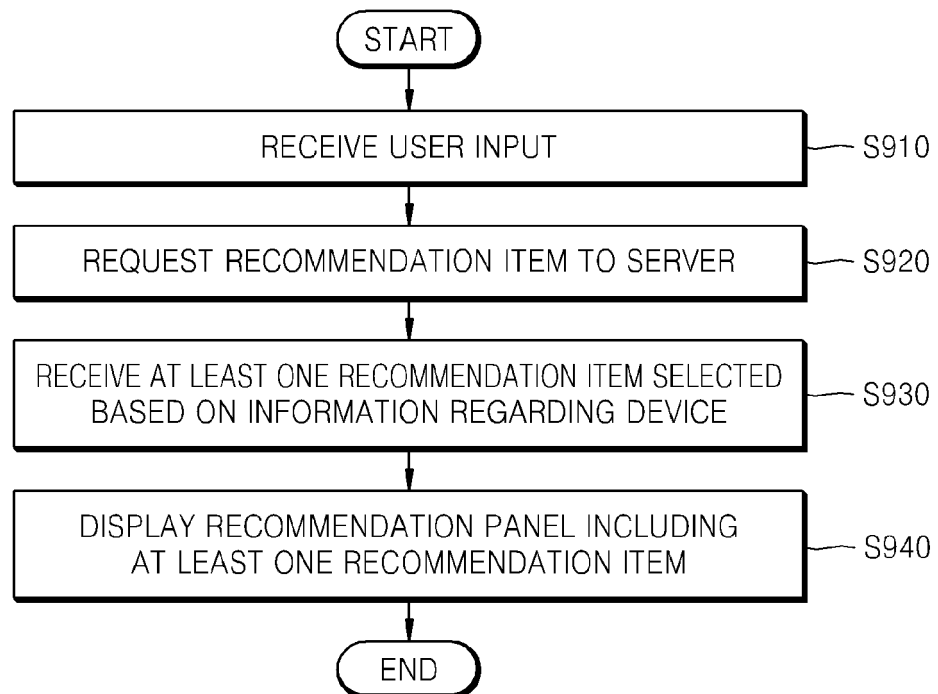 START
RECEIVE USER INPUT
S910
REQUEST RECOMMENDATION ITEM TO SERVER
S920
RECEIVE AT LEAST ONE RECOMMENDATION ITEM SELECTED
BASED ON INFORMATION REGARDING DEVICE
S930
DISPLAY RECOMMENDATION PANEL INCLUDING
AT LEAST ONE RECOMMENDATION ITEM
S940
END